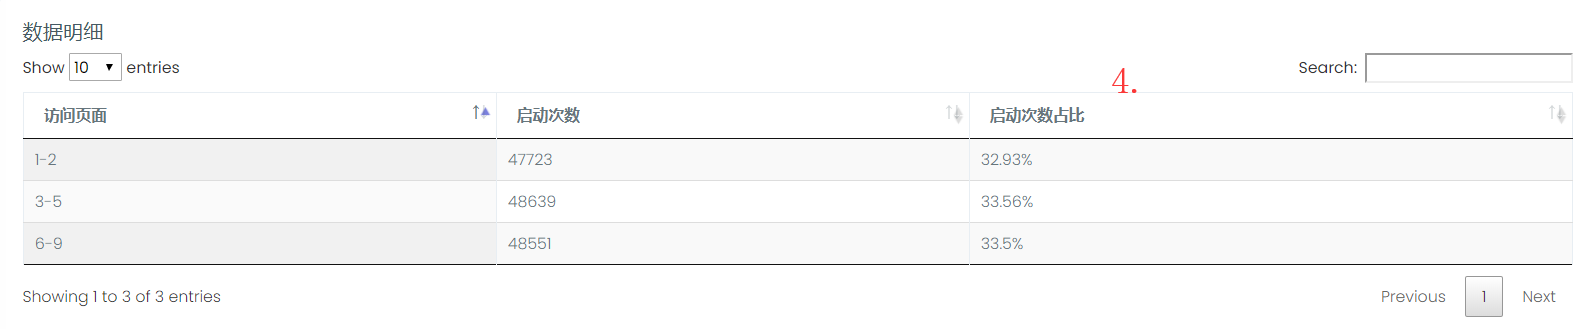 数据明细
Show 10 entries
Search:
4.
访问页面 启动次数 启动次数占比
1-2 47723 32.93%
3-5 48639 33.56%
6-9 48551 33.5%
Showing 1 to 3 of 3 entries
Previous 1 Next